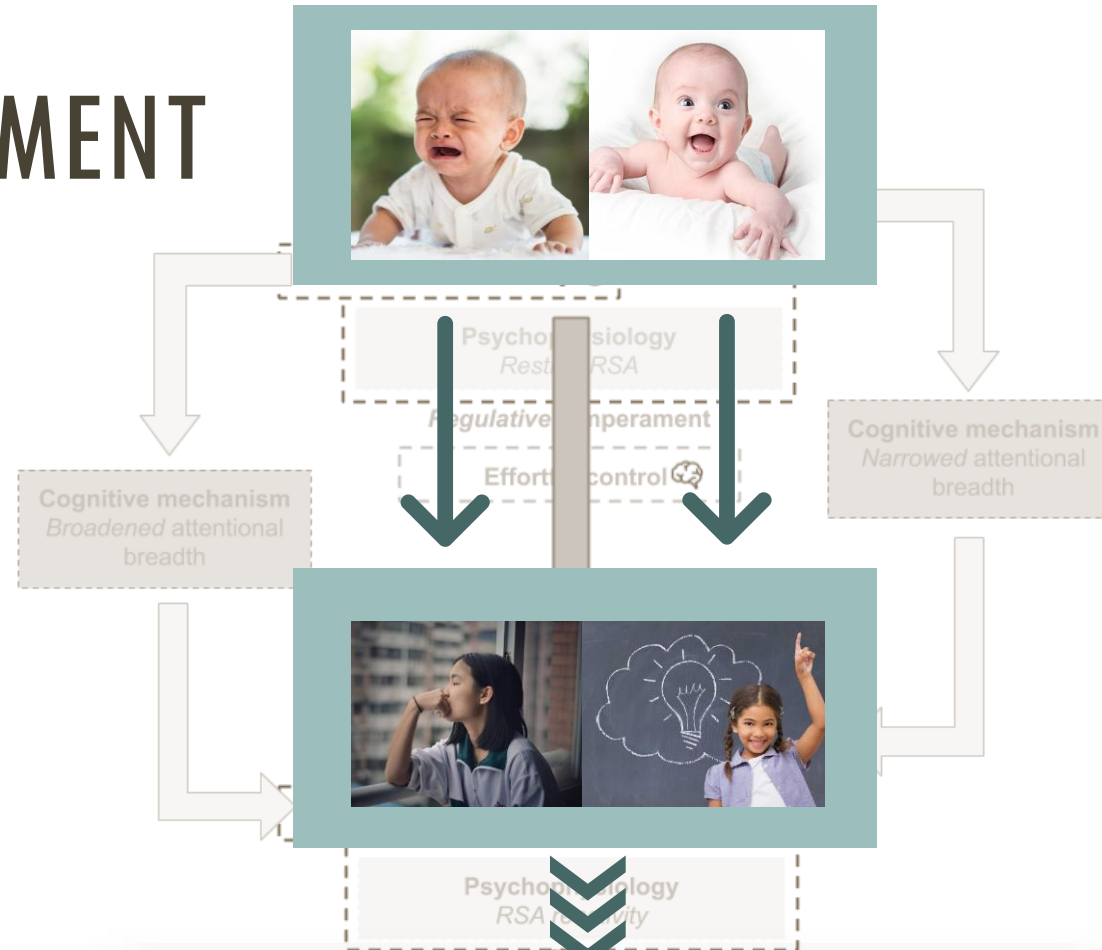 MENT
Psychophysiology
Resting RSA
Regulative temperament
Effortful control
Cognitive mechanism
Narrowed attentional
breadth
Cognitive mechanism
Broadened attentional
breadth
Psychophysiology
RSA reactivity